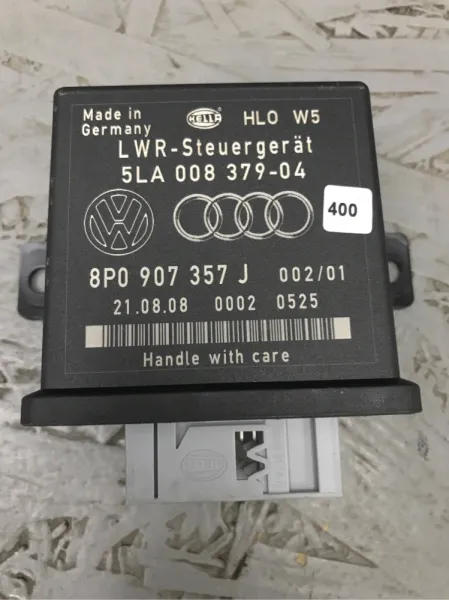 Made in
Germany
HELLA
HLO W5
LWR-Steuergerät
5LA 008 379-04
400
8P0 907 357 J 002/01
21.08.08 0002 0525
Handle with care
HELLA